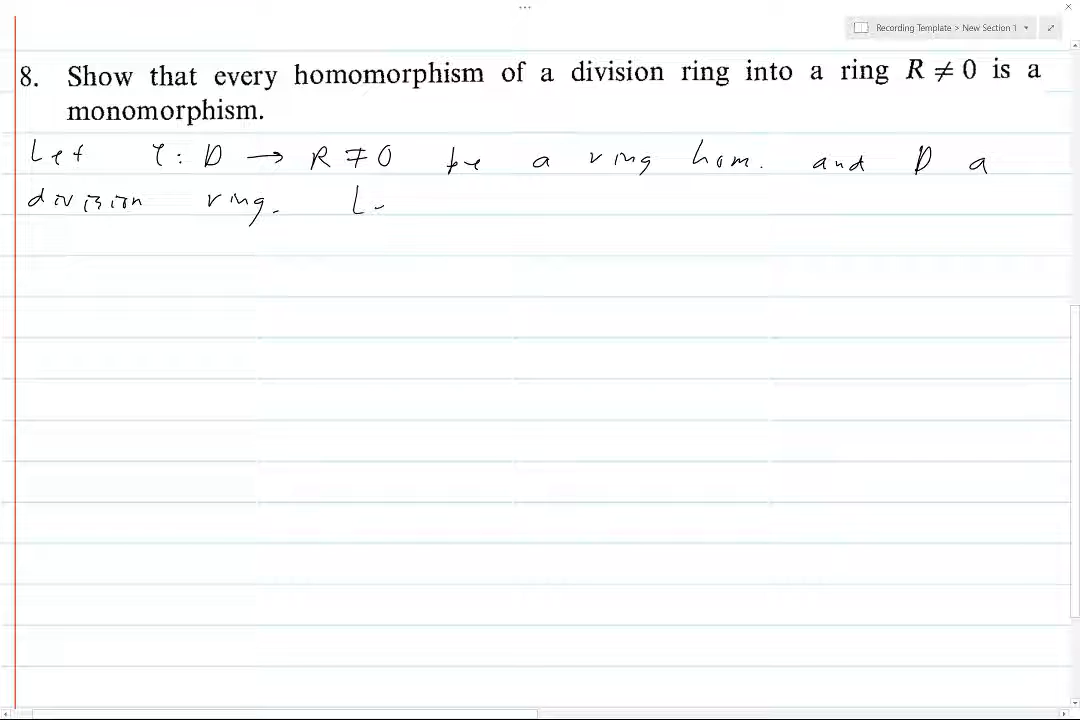 Recording Template > New Section 1
8. Show that every homomorphism of a division ring into a ring R ≠ 0 is a
monomorphism.
Let φ: D → R ≠ 0 be a ring hom. and D a
division ring. L